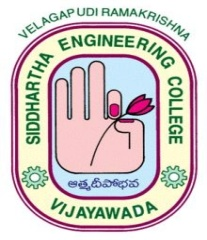 VELAGAPUDI RAMAKRISHNA
SIDDHARTHA ENGINEERING COLLEGE
ఆత్మదీపోభవ
VIJAYAWADA